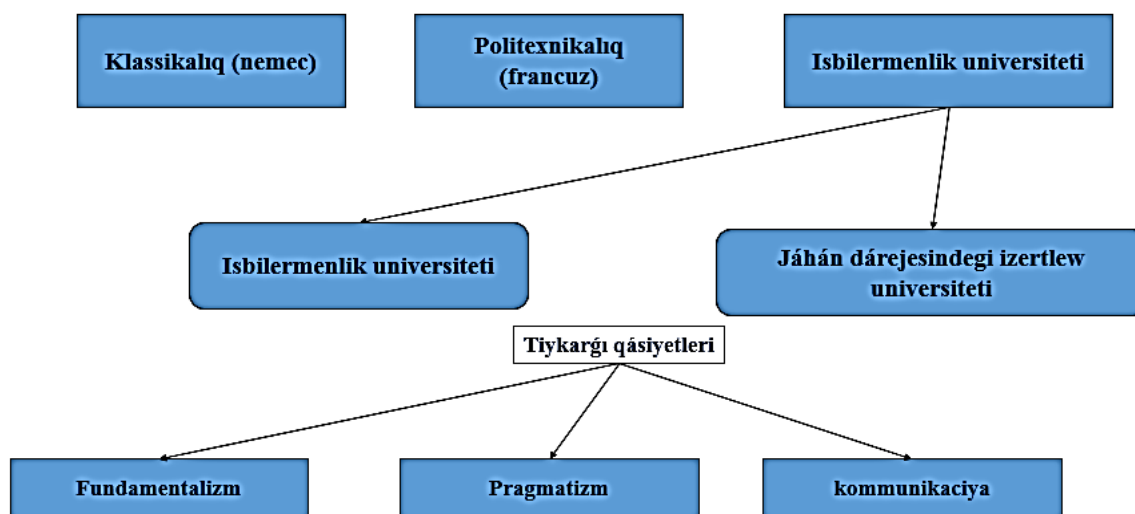 Klassikalıq (nemec)
Politexnikalıq
(francuz)
Isbilermenlik universiteti
Isbilermenlik universiteti
Jáhán dárejesindegi izertlew
universiteti
Tiykarǵı qásiyetleri
Fundamentalizm
Pragmatizm
kommunikaciya